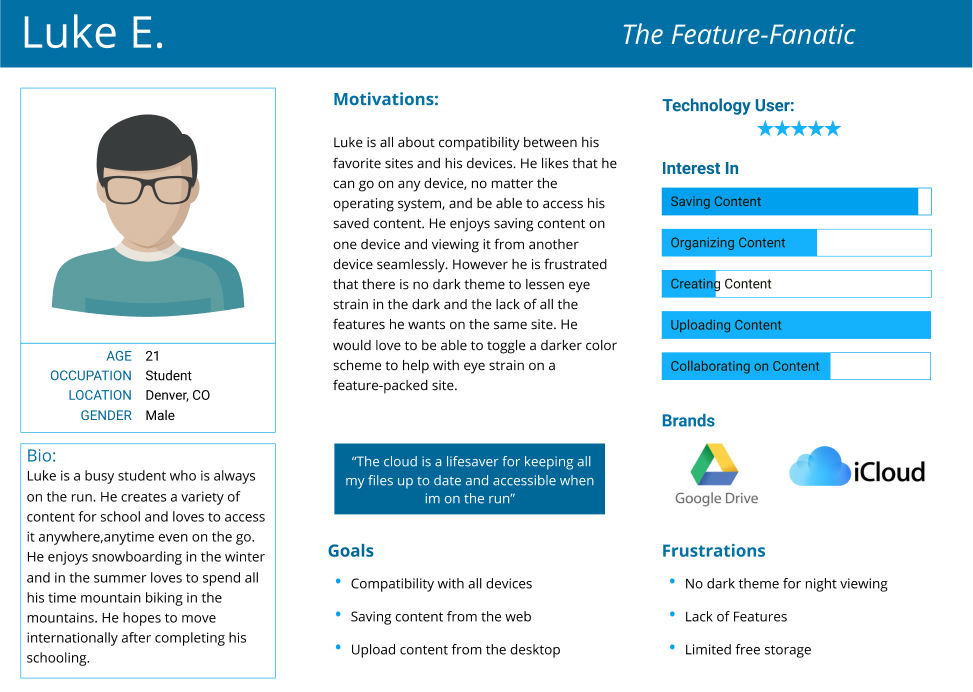 Luke E.
The Feature-Fanatic
AGE 21
OCCUPATION Student
LOCATION Denver, CO
GENDER Male
Bio:
Luke is a busy student who is always
on the run. He creates a variety of
content for school and loves to access
it anywhere,anytime even on the go.
He enjoys snowboarding in the winter
and in the summer loves to spend all
his time mountain biking in the
mountains. He hopes to move
internationally after completing his
schooling.
Motivations:
Luke is all about compatibility between his
favorite sites and his devices. He likes that he
can go on any device, no matter the
operating system, and be able to access his
saved content. He enjoys saving content on
one device and viewing it from another
device seamlessly. However he is frustrated
that there is no dark theme to lessen eye
strain in the dark and the lack of all the
features he wants on the same site. He
would love to be able to toggle a darker color
scheme to help with eye strain on a
feature-packed site.
“The cloud is a lifesaver for keeping all
my files up to date and accessible when
im on the run”
Goals
• Compatibility with all devices
• Saving content from the web
• Upload content from the desktop
Technology User:
Interest In
Saving Content
Organizing Content
Creating Content
Uploading Content
Collaborating on Content
Brands
Google Drive
iCloud
Frustrations
• No dark theme for night viewing
• Lack of Features
• Limited free storage